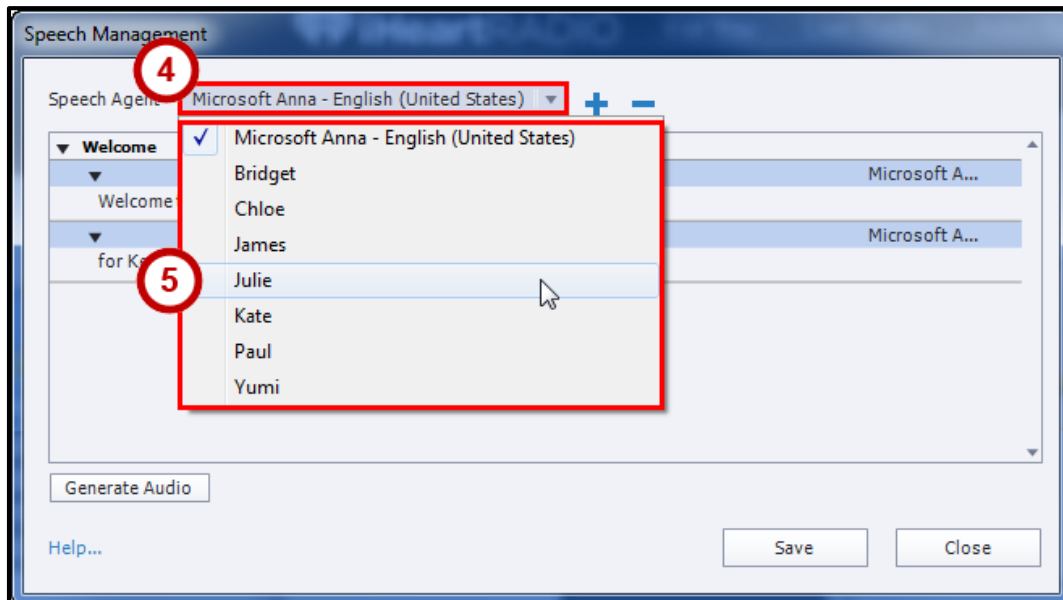 iHeartRADIO
Speech Management
4
Speech Agent Microsoft Anna - English (United States)
Microsoft Anna - English (United States)
Welcome
Bridget
Microsoft A...
Chloe
Welcome
James
Microsoft A...
for K
5
Julie
Kate
Paul
Yumi
Generate Audio
Help...
Save
Close